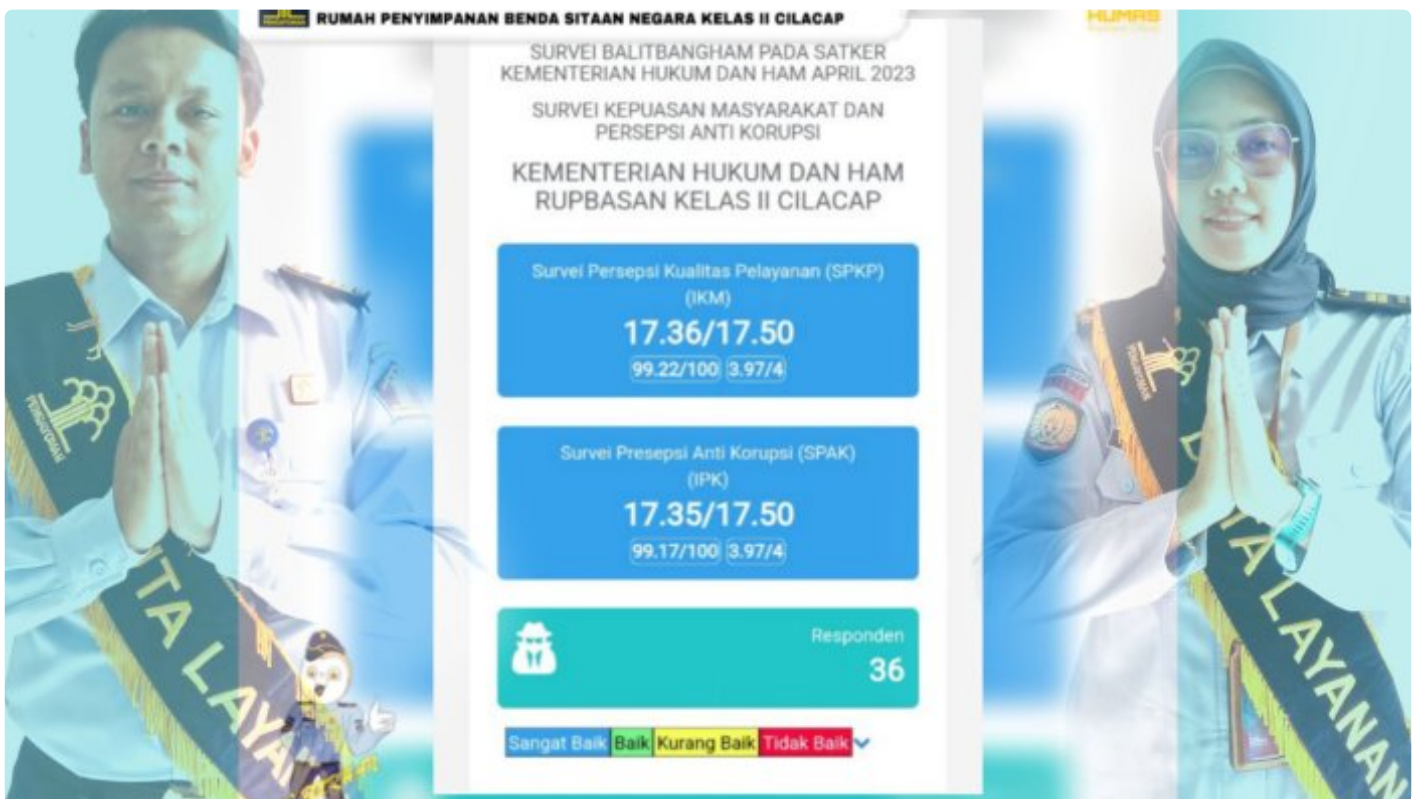 RUMAH PENYIMPANAN BENDA SITAAN NEGARA KELAS II CILACAP
HUMAS
SURVEI BALITBANGHAM PADA SATKER
KEMENTERIAN HUKUM DAN HAM APRIL 2023
SURVEI KEPUASAN MASYARAKAT DAN
PERSEPSI ANTI KORUPSI
KEMENTERIAN HUKUM DAN HAM
RUPBASAN KELAS II CILACAP
Survei Persepsi Kualitas Pelayanan (SPKP)
(IKM)
17.36/17.50
99.22/100 3.97/4
Survei Presepsi Anti Korupsi (SPAK)
(IPK)
17.35/17.50
99.17/100 3.97/4
Responden
36
Sangat Baik Baik Kurang Baik Tidak Baik
PENGAYOMAN
TA LAYAN
PENGAYOMAN
TA LAYANAN